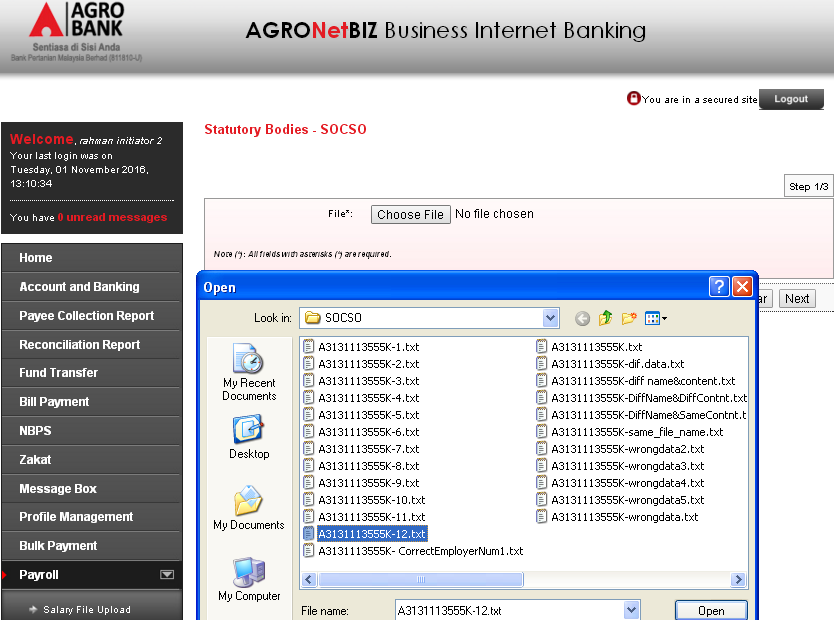 AGRO
BANK
Sentiasa di Sisi Anda
Bank Pertanian Malaysia Berhad (811810-U)
AGRONetBIZ Business Internet Banking
You are in a secured site
Logout
Welcome, rahman initiator 2
Your last login was on
Tuesday, 01 November 2016,
13:10:34
You have 0 unread messages
Statutory Bodies - SOCSO
Step 1/3
File*: Choose File No file chosen
Note (*): All fields with asterisks (*) are required.
ar Next
Home
Account and Banking
Payee Collection Report
Reconciliation Report
Fund Transfer
Bill Payment
NBPS
Zakat
Message Box
Profile Management
Bulk Payment
Payroll
Salary File Upload
Open
Look in: SOCSO
My Recent
Documents
Desktop
My Documents
My Computer
A3131113555K-1.txt
A3131113555K-2.txt
A3131113555K-3.txt
A3131113555K-4.txt
A3131113555K-5.txt
A3131113555K-6.txt
A3131113555K-7.txt
A3131113555K-8.txt
A3131113555K-9.txt
A3131113555K-10.txt
A3131113555K-11.txt
A3131113555K-12.txt
A3131113555K- CorrectEmployerNum1.txt
A3131113555K.txt
A3131113555K-dif.data.txt
A3131113555K-diff name&content.txt
A3131113555K-DiffName&DiffContnt.txt
A3131113555K-DiffName&SameContnt.t
A3131113555K-same_file_name.txt
A3131113555K-wrongdata2.txt
A3131113555K-wrongdata3.txt
A3131113555K-wrongdata4.txt
A3131113555K-wrongdata5.txt
A3131113555K-wrongdata.txt
File name: A3131113555K-12.txt Open